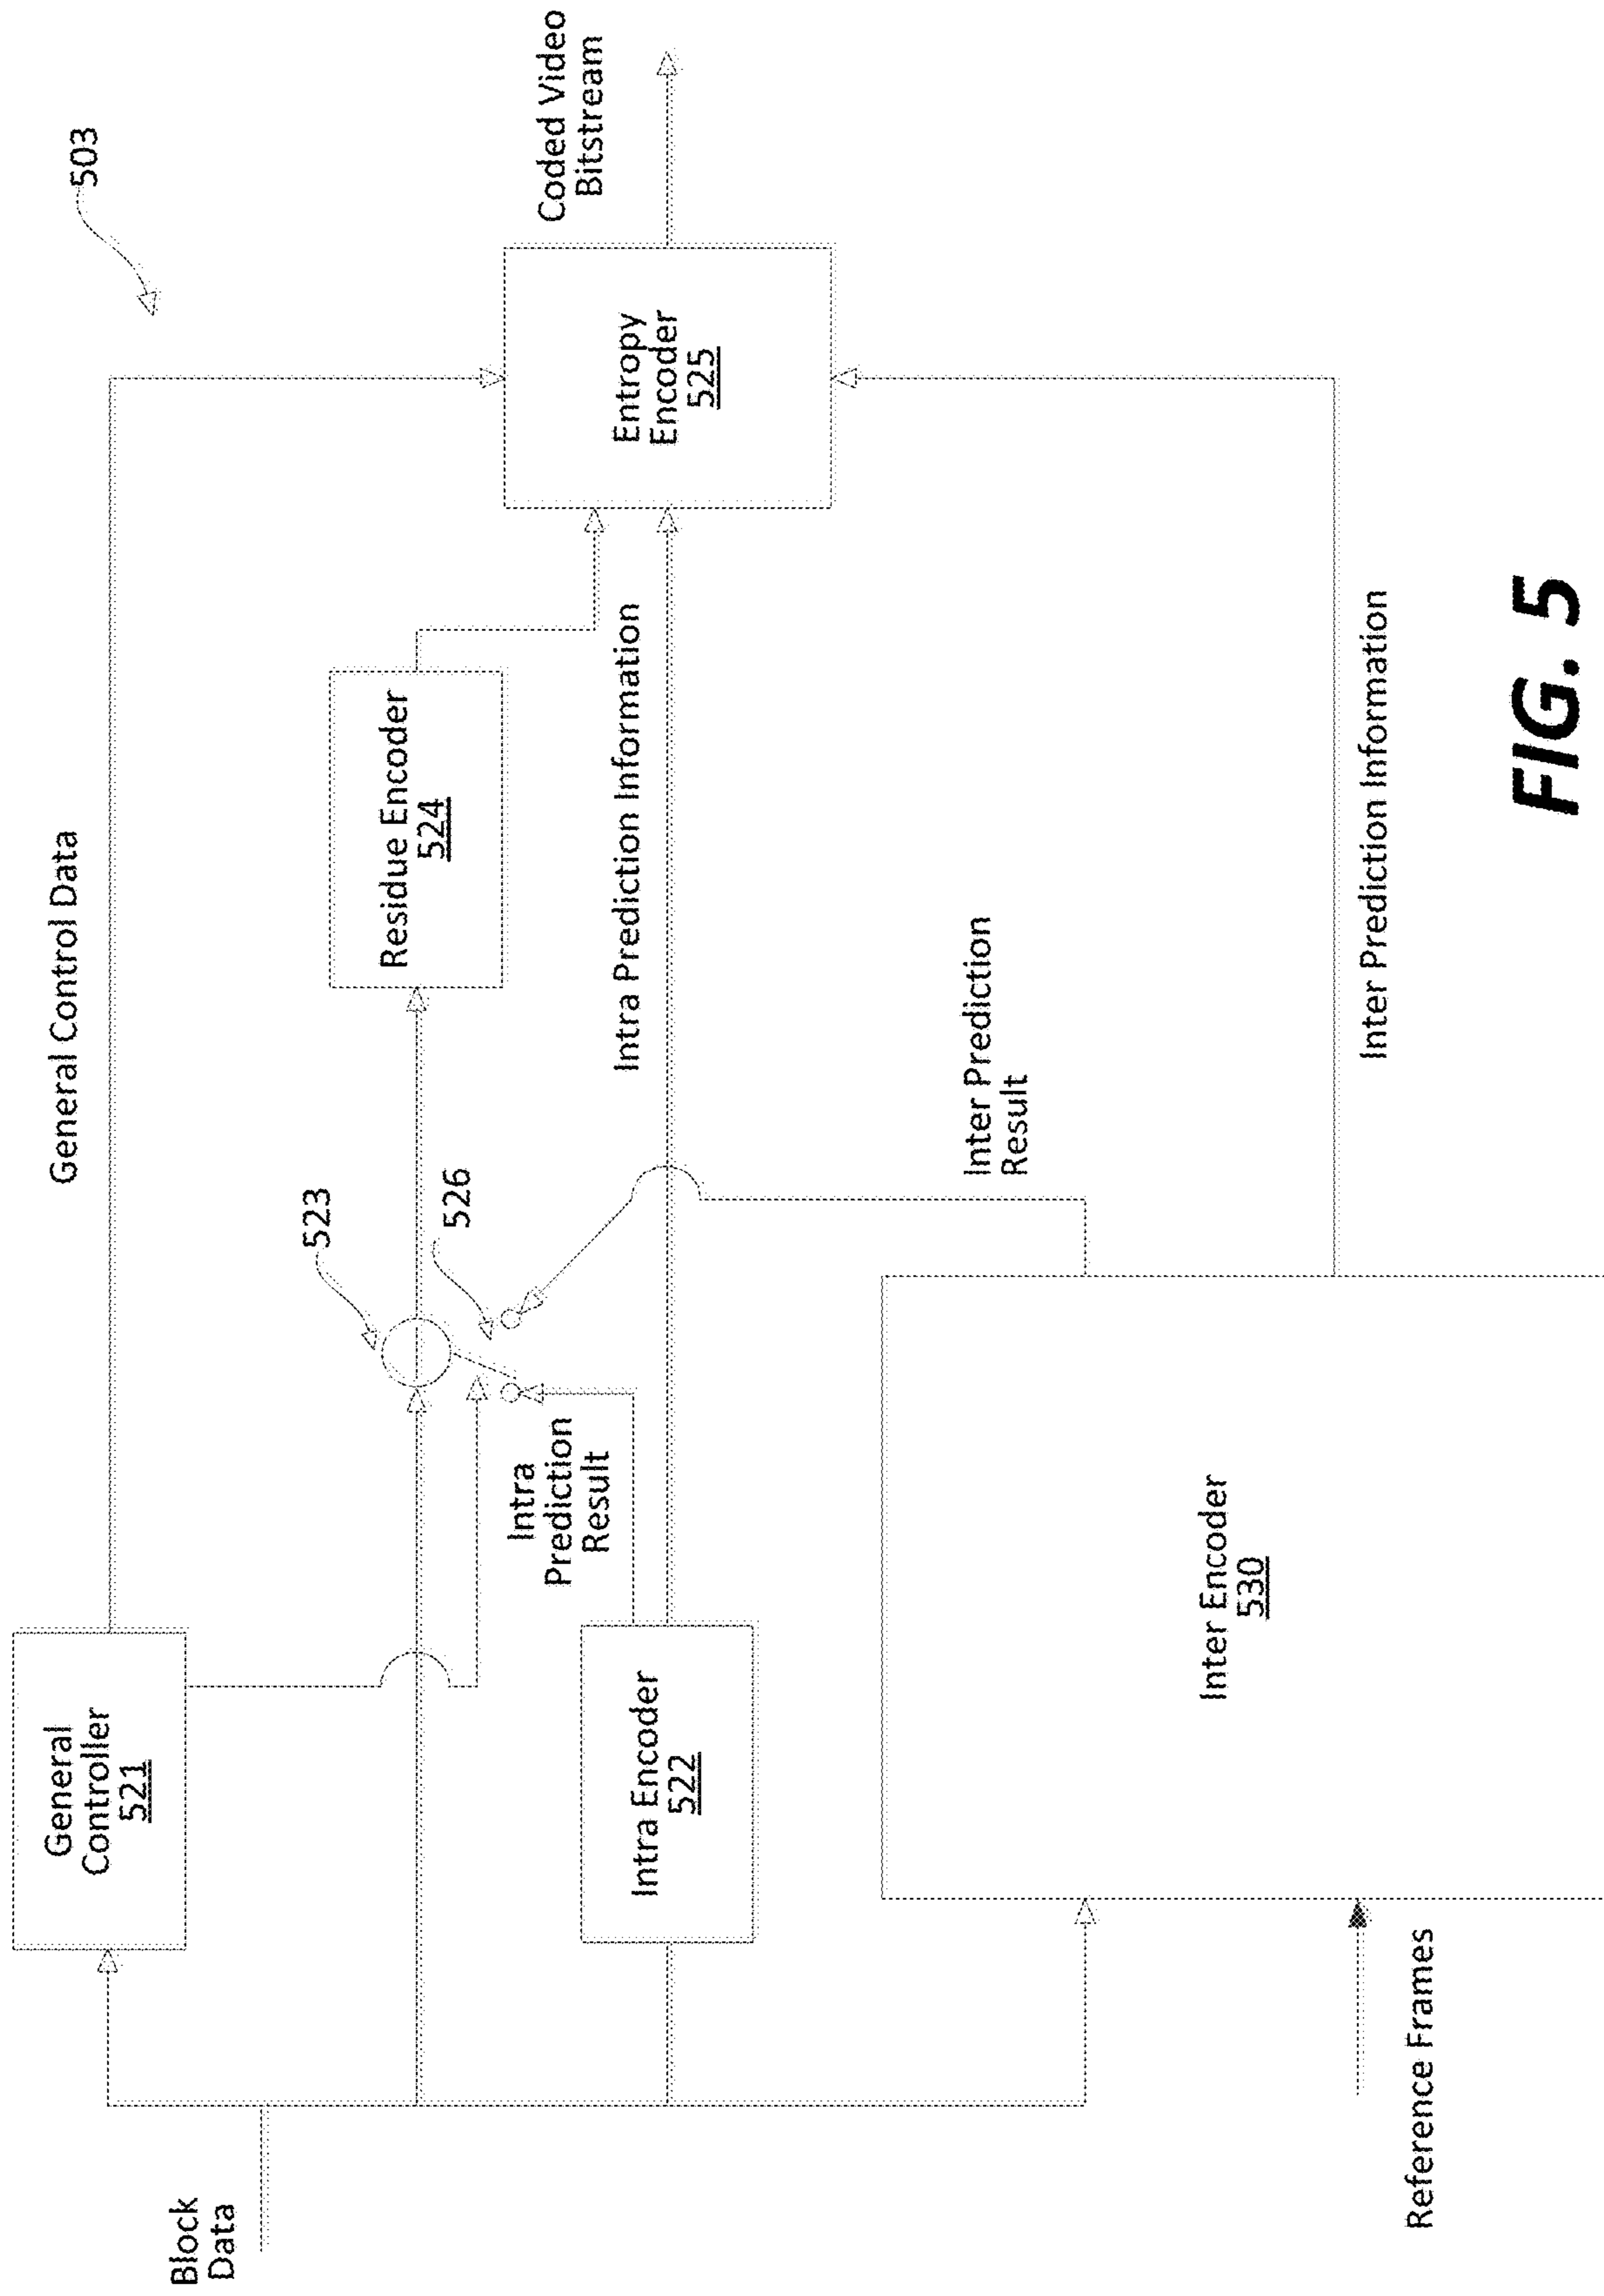 503
General Control Data
General
Controller
521
Block
Data
523
526
Residue Encoder
524
Coded Video
Bitstream
Entropy
Encoder
525
Intra
Prediction
Result
Intra Prediction Information
Intra Encoder
522
Inter Prediction
Result
Inter Encoder
530
Inter Prediction Information
Reference Frames
FIG. 5